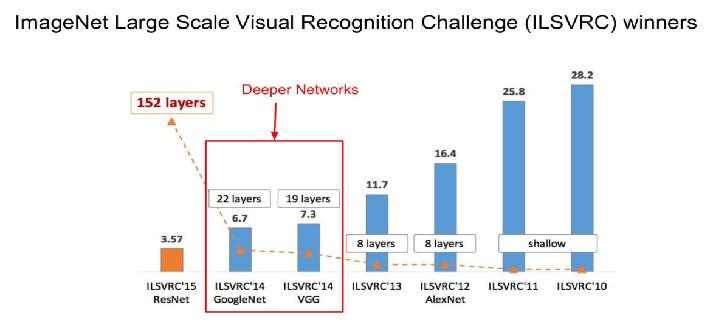 ImageNet Large Scale Visual Recognition Challenge (ILSVRC) winners
Deeper Networks
152 layers
28.2
25.8
16.4
11.7
22 layers
19 layers
6.7
7.3
3.57
8 layers
8 layers
shallow
ILSVRC'15
ResNet
ILSVRC'14
GoogleNet
ILSVRC'14
VGG
ILSVRC'13
ILSVRC'12
AlexNet
ILSVRC'11
ILSVRC'10